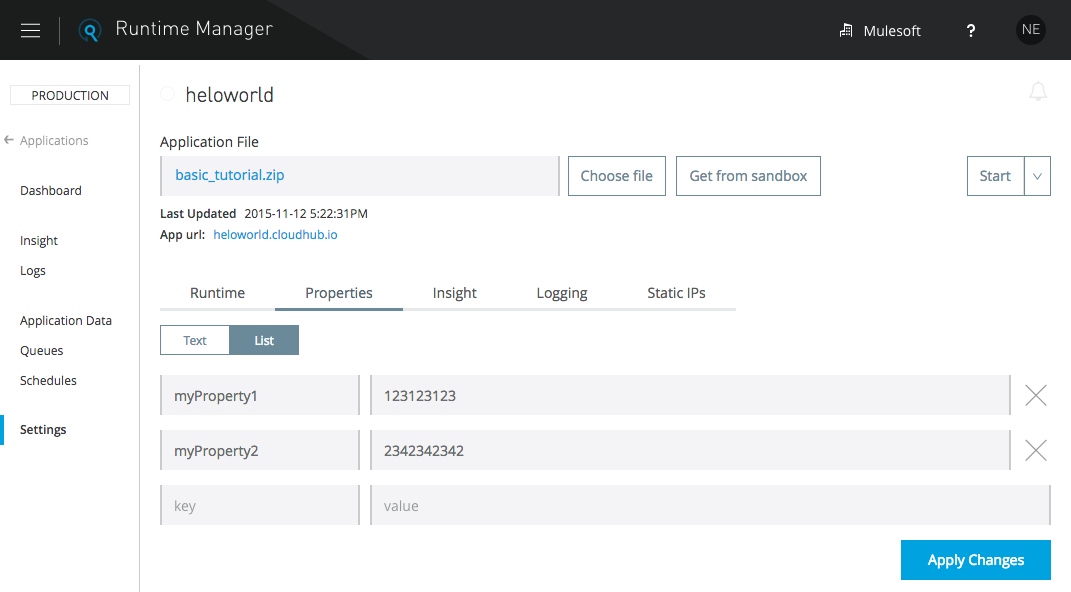 Runtime Manager
Mulesoft ? NE
PRODUCTION
Applications
Dashboard
Insight
Logs
Application Data
Queues
Schedules
Settings
heloworld
Application File
basic_tutorial.zip Choose file Get from sandbox Start
Last Updated 2015-11-12 5:22:31PM
App url: heloworld.cloudhub.io
Runtime Properties Insight Logging Static IPs
Text List
myProperty1 123123123
myProperty2 2342342342
key value
Apply Changes